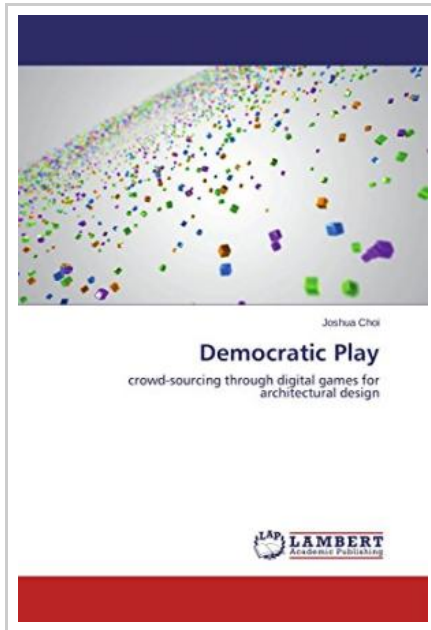 Joshua Choi
Democratic Play
crowd-sourcing through digital games for
architectural design
LAP
LAMBERT
Academic Publishing